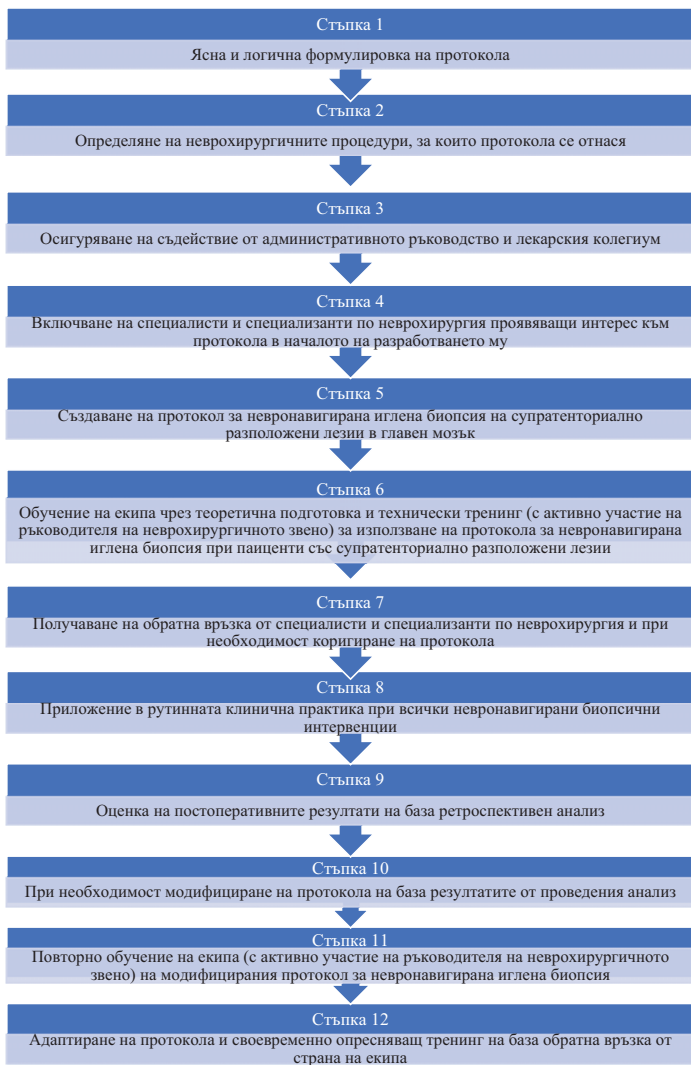 Стъпка 1
Ясна и логична формулировка на протокола
Стъпка 2
Определяне на неврохирургичните процедури, за които протокола се отнася
Стъпка 3
Осигуряване на съдействие от административното ръководство и лекарския колегиум
Стъпка 4
Включване на специалисти и специализанти по неврохирургия проявяващи интерес към
протокола в началото на разработването му
Стъпка 5
Създаване на протокол за невронавигирана иглена биопсия на супратенториално
разположени лезии в главен мозък
Стъпка 6
Обучение на екипа чрез теоретична подготовка и технически тренинг (с активно участие на
ръководителя на неврохирургичното звено) за използване на протокола за невронавигирана
иглена биопсия при паиценти със супратенториално разположени лезии
Стъпка 7
Получаване на обратна връзка от специалисти и специализанти по неврохирургия и при
необходимост коригиране на протокола
Стъпка 8
Приложение в рутинната клинична практика при всички невронавигирани биопсични
интервенции
Стъпка 9
Оценка на постоперативните резултати на база ретроспективен анализ
Стъпка 10
При необходимост модифициране на протокола на база резултатите от проведения анализ
Стъпка 11
Повторно обучение на екипа (с активно участие на ръководителя на неврохирургичното
звено) на модифицирания протокол за невронавигирана иглена биопсия
Стъпка 12
Адаптиране на протокола и своевременно опресняващ тренинг на база обратна връзка от
страна на екипа